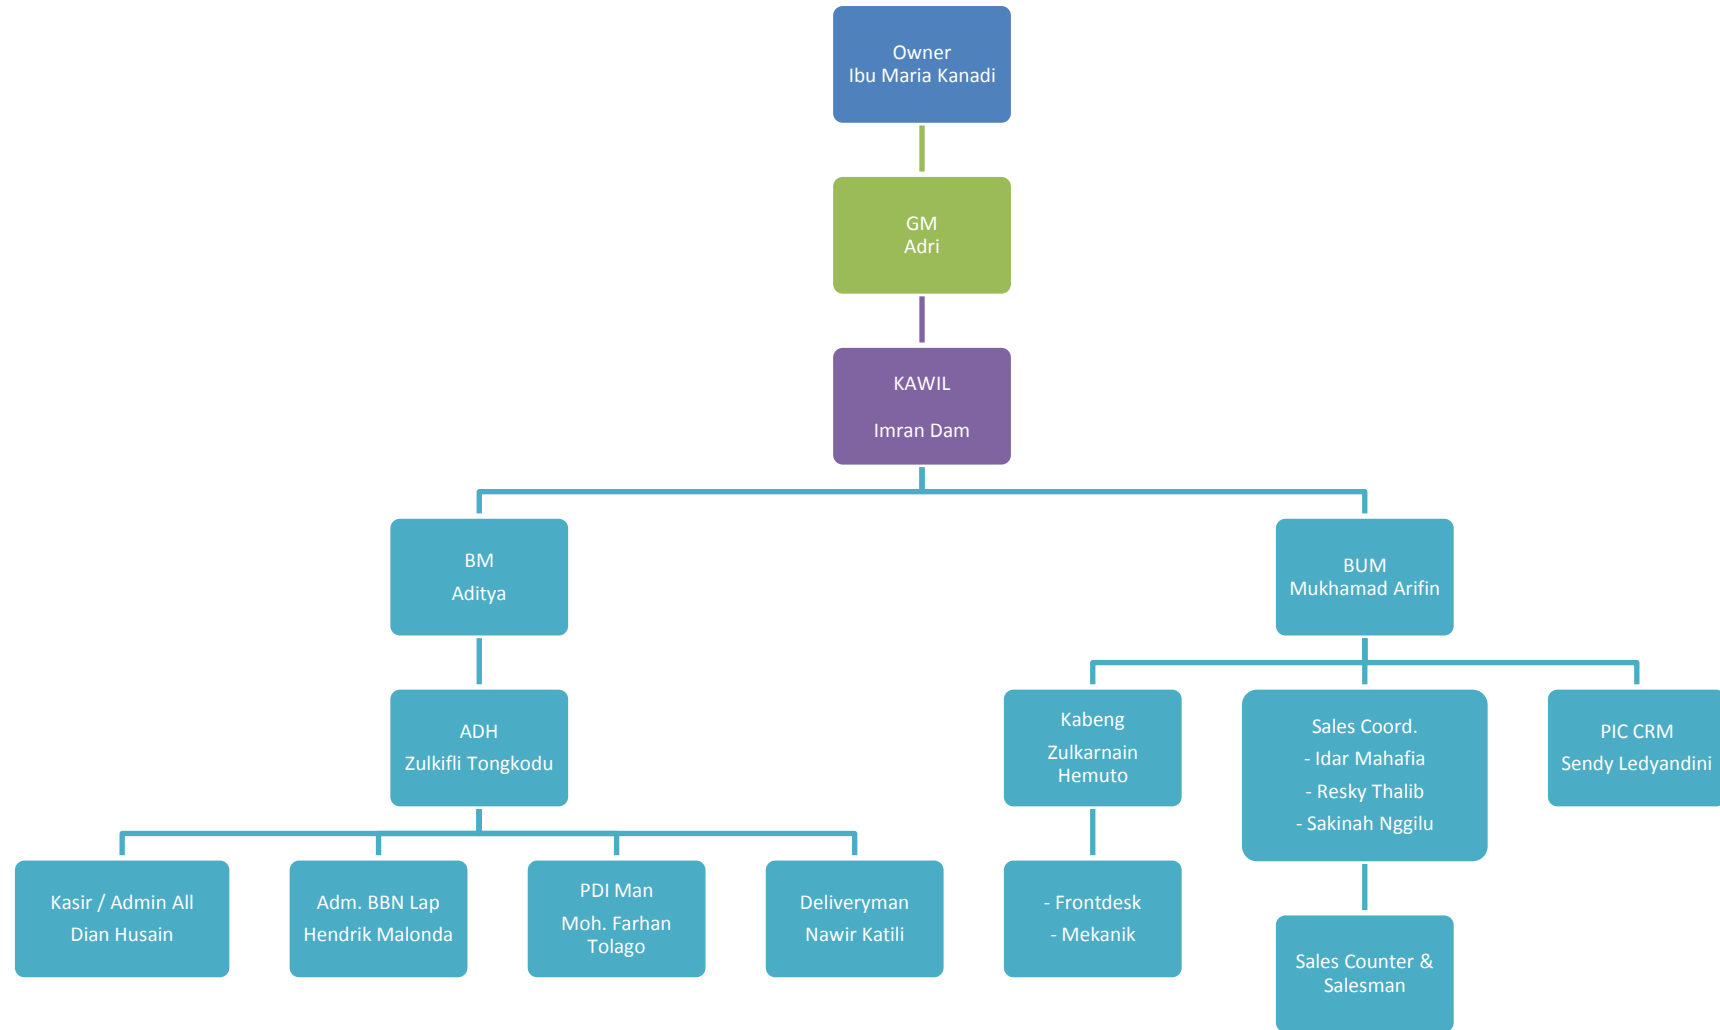 Owner
Ibu Maria Kanadi
GM
Adri
KAWIL
Imran Dam
BM
Aditya
BUM
Mukhamad Arifin
ADH
Zulkifli Tongkodu
Kabeng
Zulkarnain
Hemuto
Sales Coord.
- Idar Mahafia
- Resky Thalib
- Sakinah Nggilu
PIC CRM
Sendy Ledyandini
Kasir / Admin All
Dian Husain
Adm. BBN Lap
Hendrik Malonda
PDI Man
Moh. Farhan
Tolago
Deliveryman
Nawir Katili
- Frontdesk
- Mekanik
Sales Counter &
Salesman